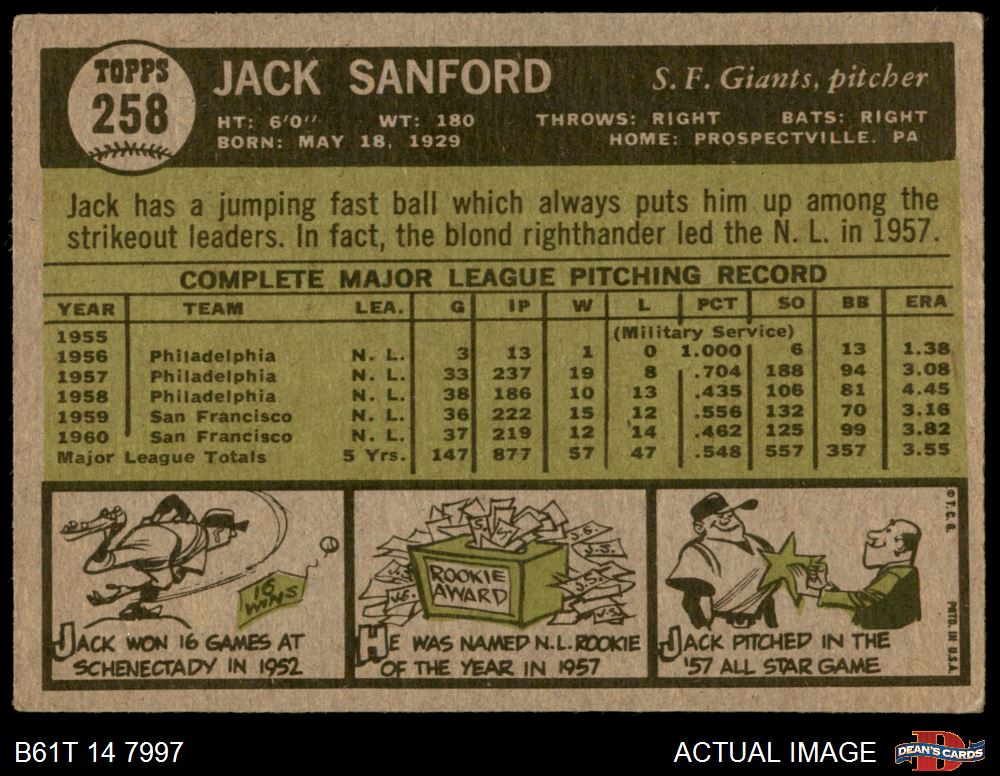 TOPPS
258
JACK SANFORD
S. F. Giants, pitcher
HT: 6'0" WT: 180 THROWS: RIGHT BATS: RIGHT
BORN: MAY 18, 1929 HOME: PROSPECTVILLE. PA
Jack has a jumping fast ball which always puts him up among the
strikeout leaders. In fact, the blond righthander led the N. L. in 1957.
COMPLETE MAJOR LEAGUE PITCHING RECORD
YEAR TEAM LEA. G IP W L PCT SO BB ERA
1955 (Military Service)
1956 Philadelphia N. L. 3 13 1 0 1.000 6 13 1.38
1957 Philadelphia N. L. 33 237 19 8 .704 188 94 3.08
1958 Philadelphia N. L. 38 186 10 13 .435 106 81 4.45
1959 San Francisco N. L. 36 222 15 12 .556 132 70 3.16
1960 San Francisco N. L. 37 219 12 14 .462 125 99 3.82
Major League Totals 5 Yrs. 147 877 57 47 .548 557 357 3.55
16
WINS
JACK WON 16 GAMES AT
SCHENECTADY IN 1952
J.S.
J.S.
ROOKIE
AWARD
HE WAS NAMED N.L. ROOKIE
OF THE YEAR IN 1957
JACK PITCHED IN THE
'57 ALL STAR GAME
© T. C. G.
PRTD. IN U.S.A.
B61T 14 7997
ACTUAL IMAGE
DEAN'S CARDS